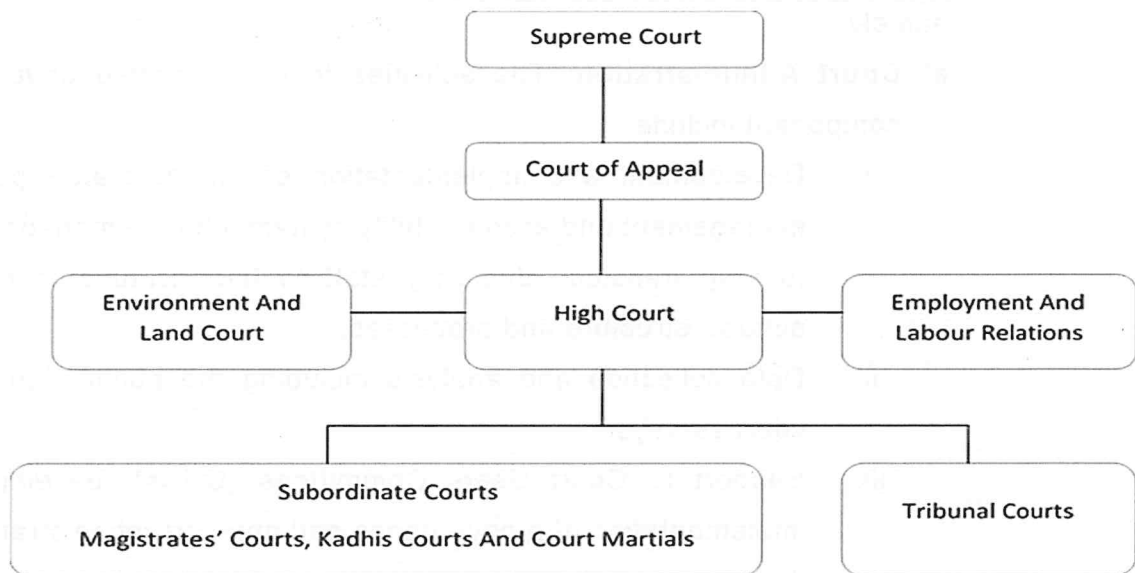 Supreme Court
Court of Appeal
Environment And
Land Court
High Court
Employment And
Labour Relations
Subordinate Courts
Magistrates' Courts, Kadhis Courts And Court Martials
Tribunal Courts